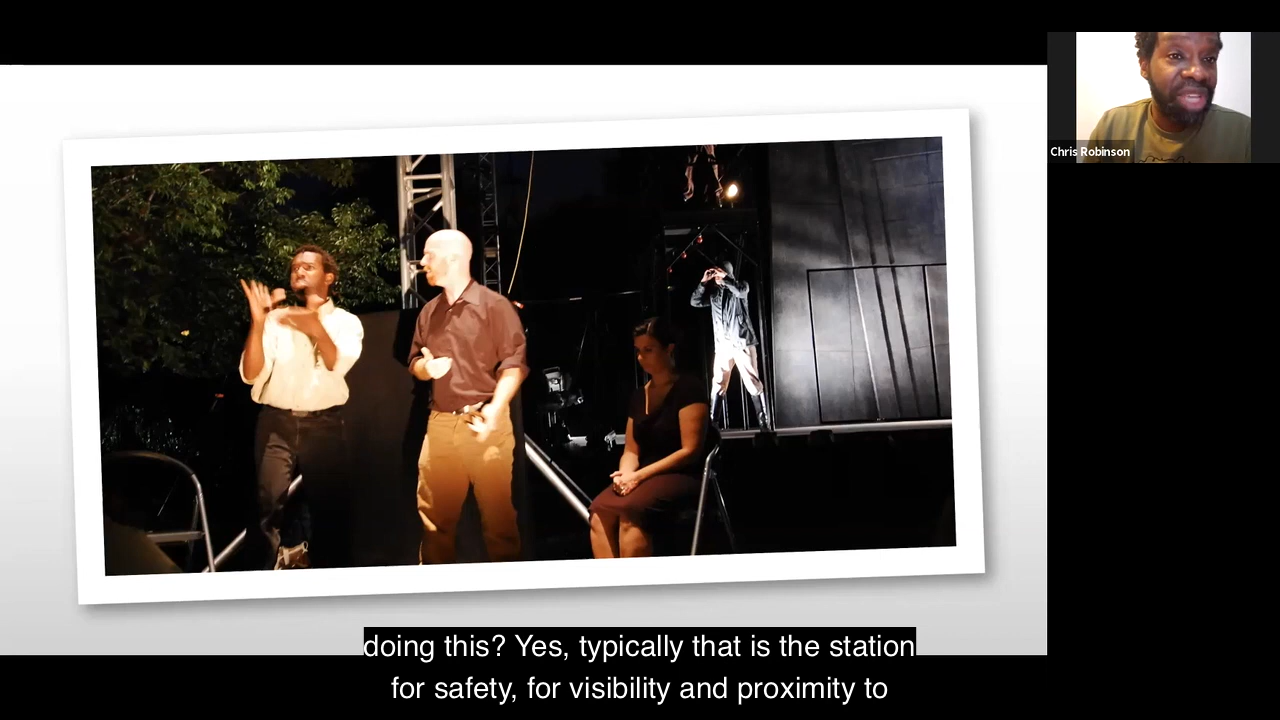 Chris Robinson
doing this? Yes, typically that is the station
for safety, for visibility and proximity to